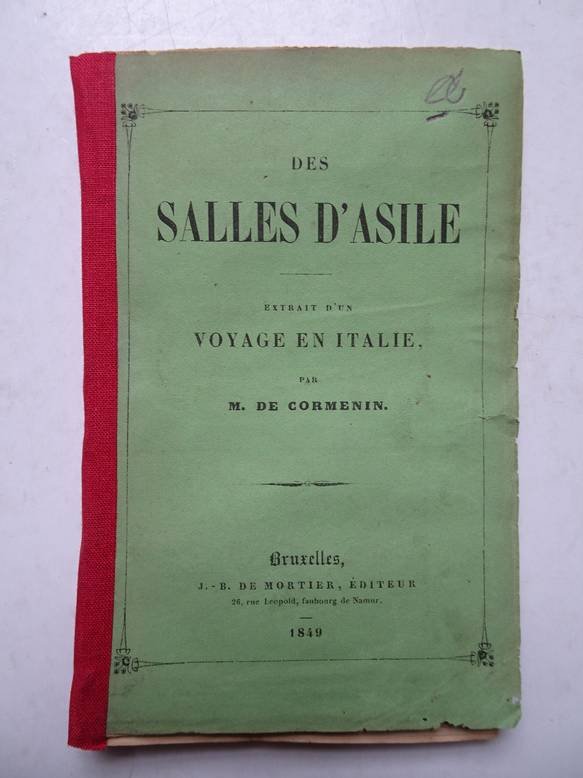 DES
SALLES D'ASILE
EXTRAIT D'UN
VOYAGE EN ITALIE,
PAR
M. DE CORMENIN.
Bruxelles,
J.-B. DE MORTIER, ÉDITEUR
26, rue Léopold, faubourg de Namur.
1849